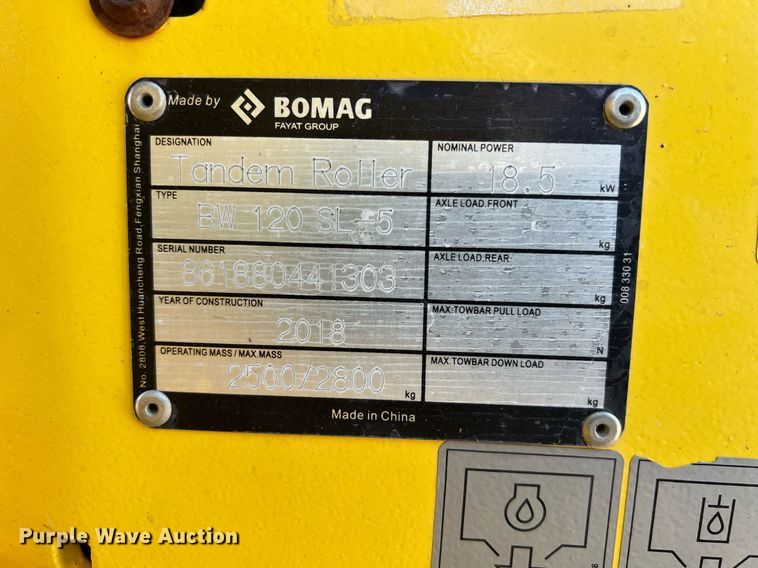 Made by BOMAG
FAYAT GROUP
DESIGNATION
Tandem Roller
NOMINAL POWER
18.5 kW
TYPE
BW 120 SL-5
AXLE LOAD.FRONT
kg
SERIAL NUMBER
861880441303
AXLE LOAD.REAR
kg
YEAR OF CONSTRUCTION
2018
MAX.TOWBAR PULL LOAD
N
OPERATING MASS / MAX.MASS
2500/2800 kg
MAX.TOWBAR DOWN LOAD
kg
Made in China
No. 2808,West Huancheng Road,Fengxian Shanghai
008 330 31
Purple Wave Auction